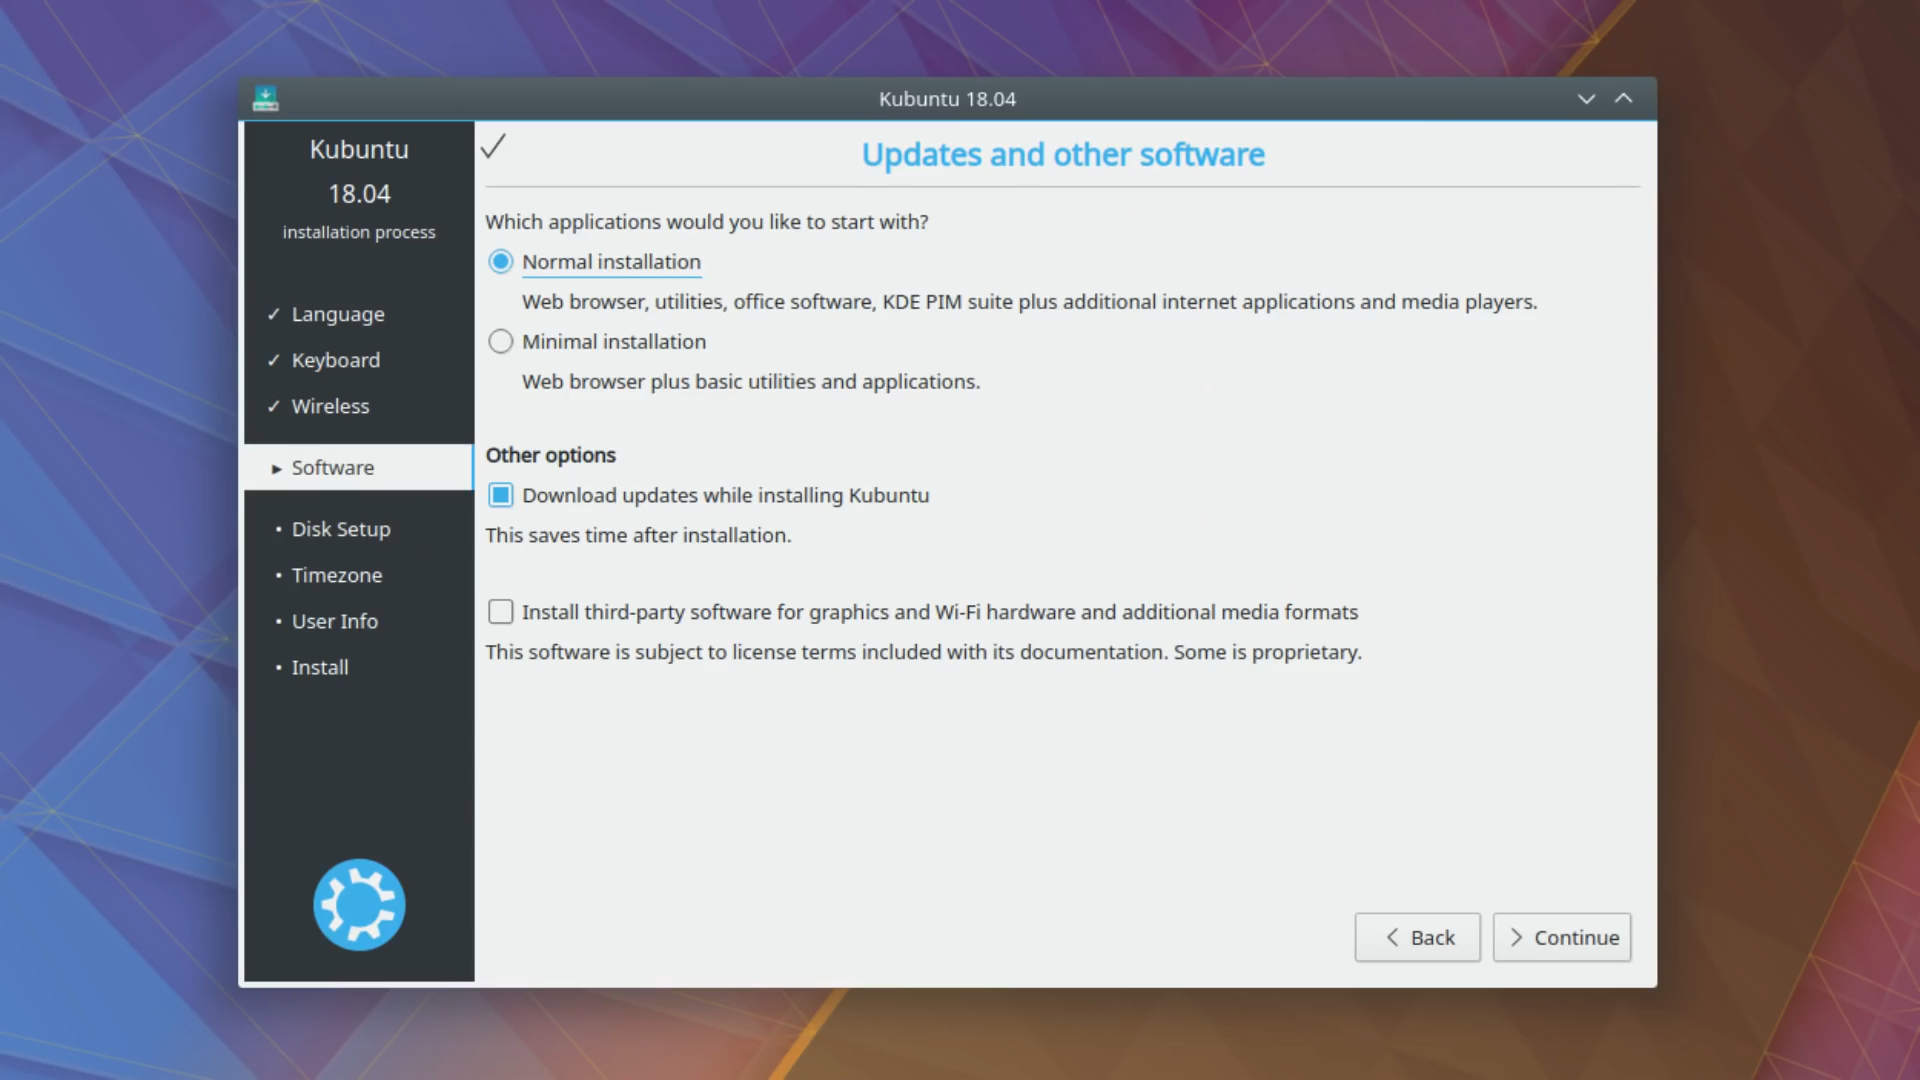 Kubuntu 18.04
Kubuntu
18.04
installation process
✓ Language
✓ Keyboard
✓ Wireless
▸ Software
• Disk Setup
• Timezone
• User Info
• Install
Updates and other software
Which applications would you like to start with?
Normal installation
Web browser, utilities, office software, KDE PIM suite plus additional internet applications and media players.
Minimal installation
Web browser plus basic utilities and applications.
Other options
Download updates while installing Kubuntu
This saves time after installation.
Install third-party software for graphics and Wi-Fi hardware and additional media formats
This software is subject to license terms included with its documentation. Some is proprietary.
Back
Continue